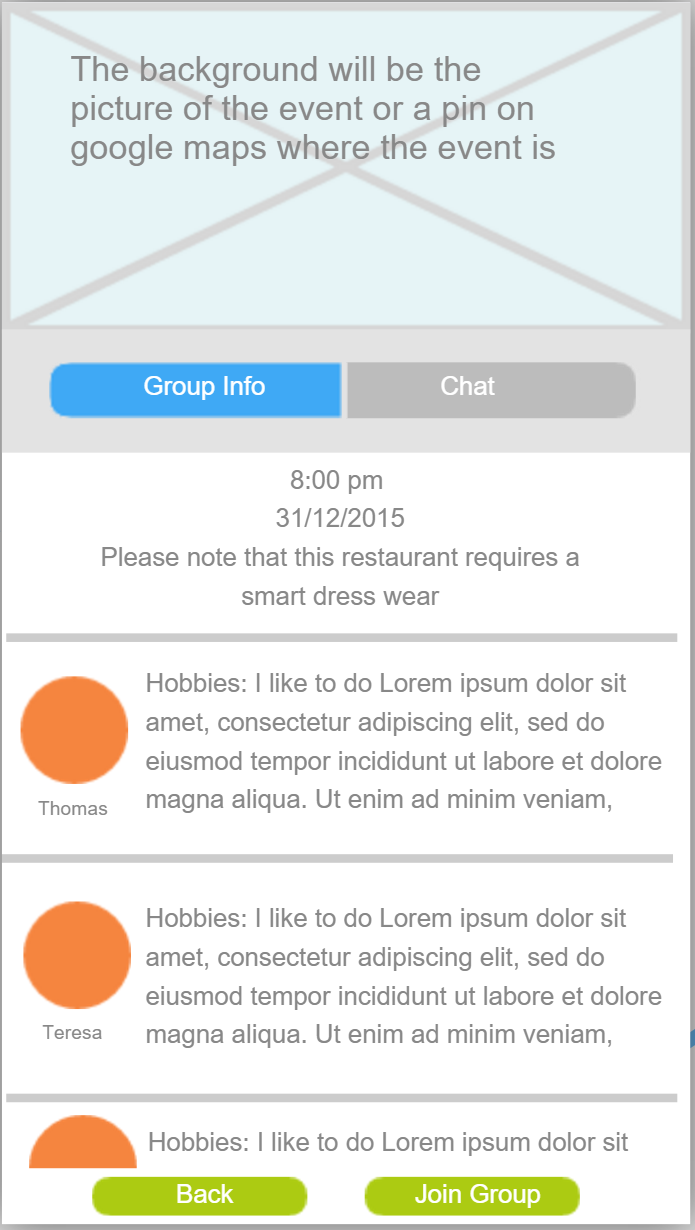 The background will be the
picture of the event or a pin on
google maps where the event is
Group Info
Chat
8:00 pm
31/12/2015
Please note that this restaurant requires a
smart dress wear
Hobbies: I like to do Lorem ipsum dolor sit
amet, consectetur adipiscing elit, sed do
eiusmod tempor incididunt ut labore et dolore
magna aliqua. Ut enim ad minim veniam,
Thomas
Hobbies: I like to do Lorem ipsum dolor sit
amet, consectetur adipiscing elit, sed do
eiusmod tempor incididunt ut labore et dolore
magna aliqua. Ut enim ad minim veniam,
Teresa
Hobbies: I like to do Lorem ipsum dolor sit
Back
Join Group